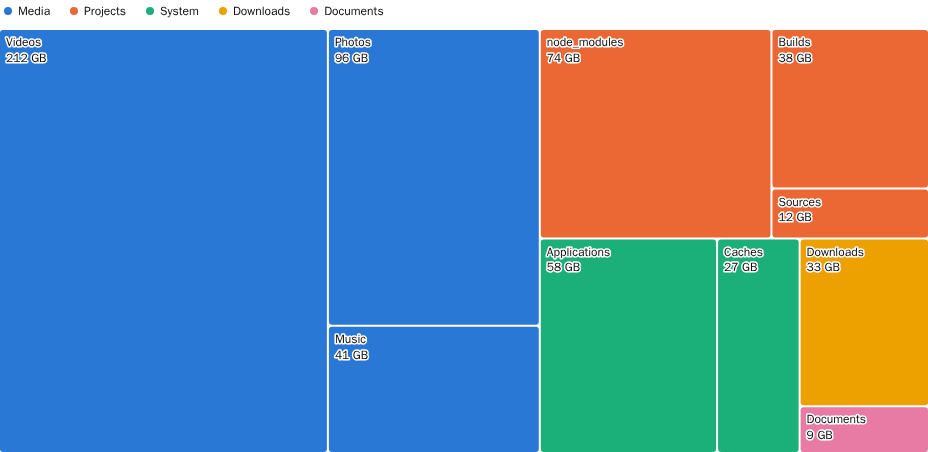 Media Projects System Downloads Documents
Videos
212 GB
Photos
96 GB
Music
41 GB
node_modules
74 GB
Builds
38 GB
Sources
12 GB
Applications
58 GB
Caches
27 GB
Downloads
33 GB
Documents
9 GB